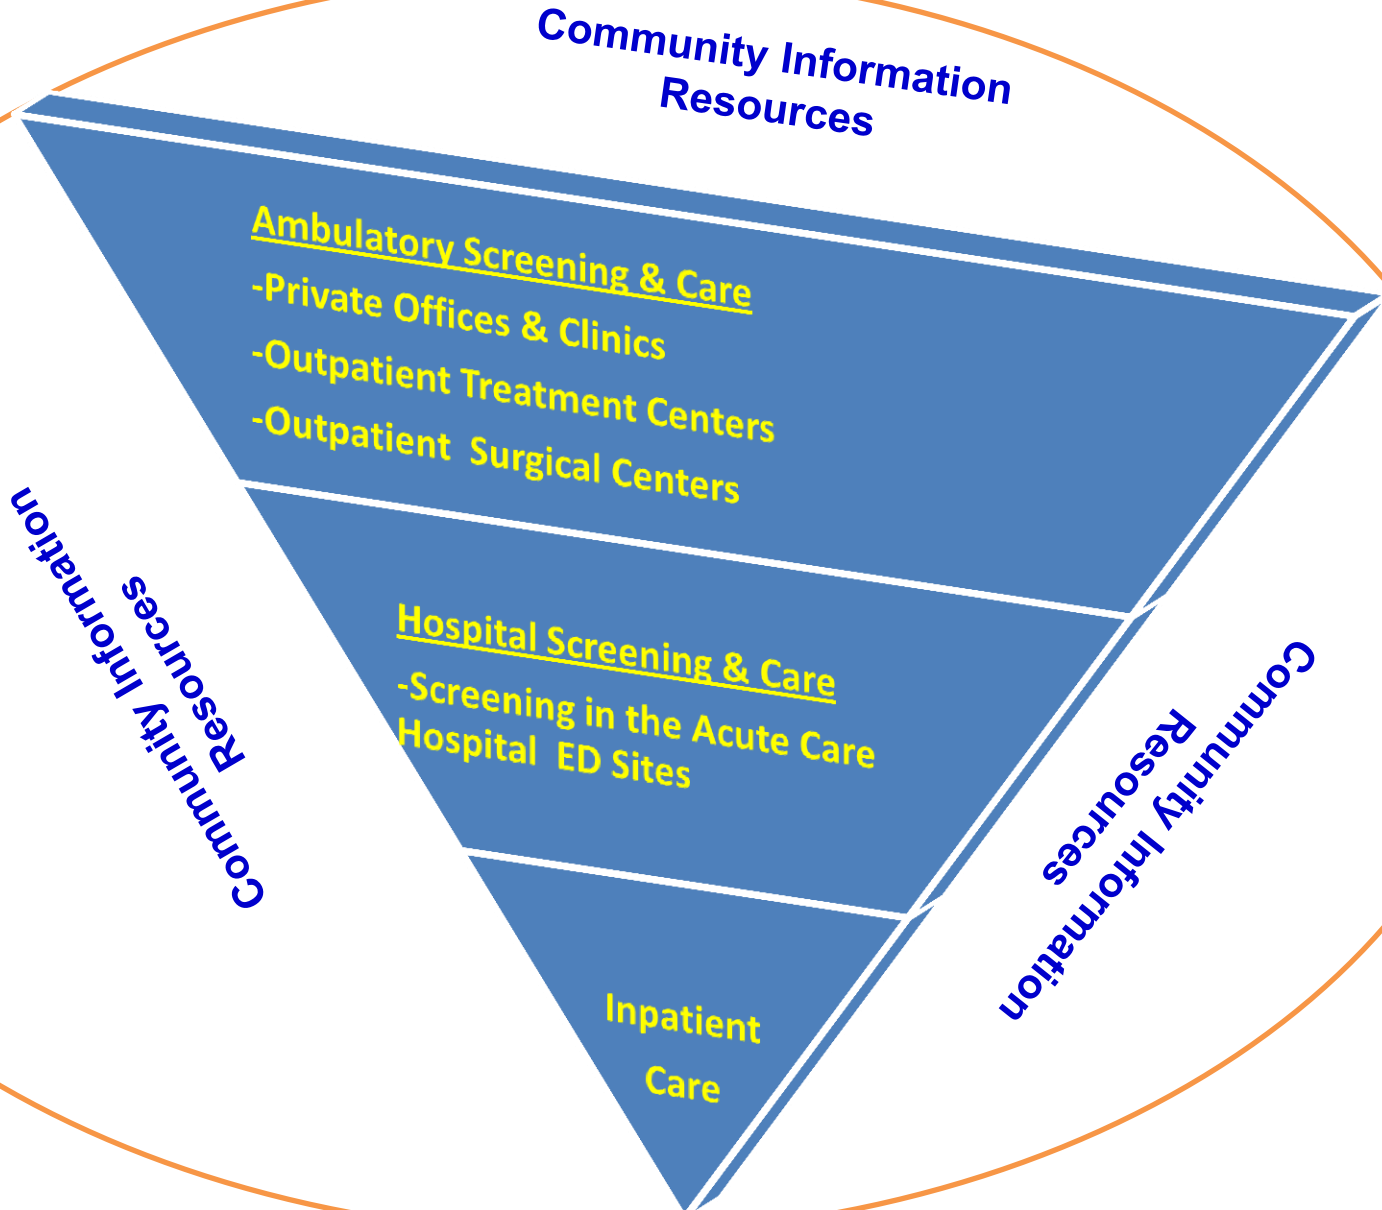 Community Information
Resources
Ambulatory Screening & Care
-Private Offices & Clinics
-Outpatient Treatment Centers
-Outpatient  Surgical Centers
Hospital Screening & Care
-Screening in the Acute Care
Hospital  ED Sites
Inpatient
Care
Community Information
Resources
Community Information
Resources